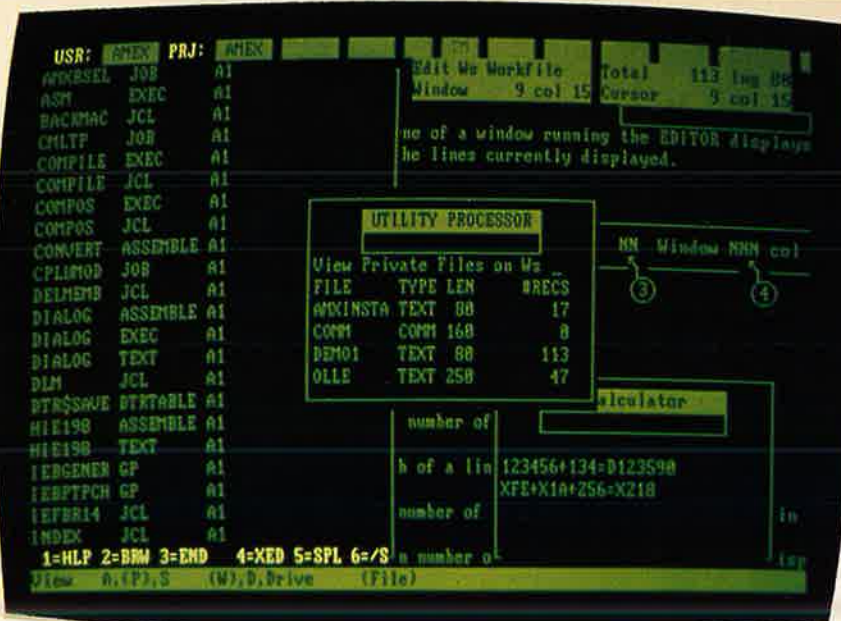 USR: AMEX PRJ: AMEX
AMXRSEL JOB A1
ASM EXEC A1
BACKMAC JCL A1
CMLTP JOB A1
COMPILE EXEC A1
COMPILE JCL A1
COMPOS EXEC A1
COMPOS JCL A1
CONVERT ASSEMBLE A1
CPLUMOD JOB A1
DELMEMB JCL A1
DIALOG ASSEMBLE A1
DIALOG EXEC A1
DIALOG TEXT A1
DLM JCL A1
DTR$SAVE DTRTABLE A1
HIE198 ASSEMBLE A1
HIE198 TEXT A1
IEBGENER GP A1
IEBPTPCH GP A1
IEFBR14 JCL A1
INDEX JCL A1
1=HLP 2=BRW 3=END 4=XED 5=SPL 6=/S
View A,(P),S (W),D,Drive (File)
Edit Ws Workfile
Window 9 col 15
Total 113 lng 80
Cursor 9 col 15
ne of a window running the EDITOR displays
he lines currently displayed.
UTILITY PROCESSOR
View Private Files on Ws _
FILE TYPE LEN #RECS
AMXINSTA TEXT 80 17
COMM COMM 160 0
DEMO1 TEXT 80 113
OLLE TEXT 250 47
NN Window NNN col
3 4
alculator
123456+134=D123590
XFE+X1A+256=X218
number of
h of a lin
number of
in
n number o